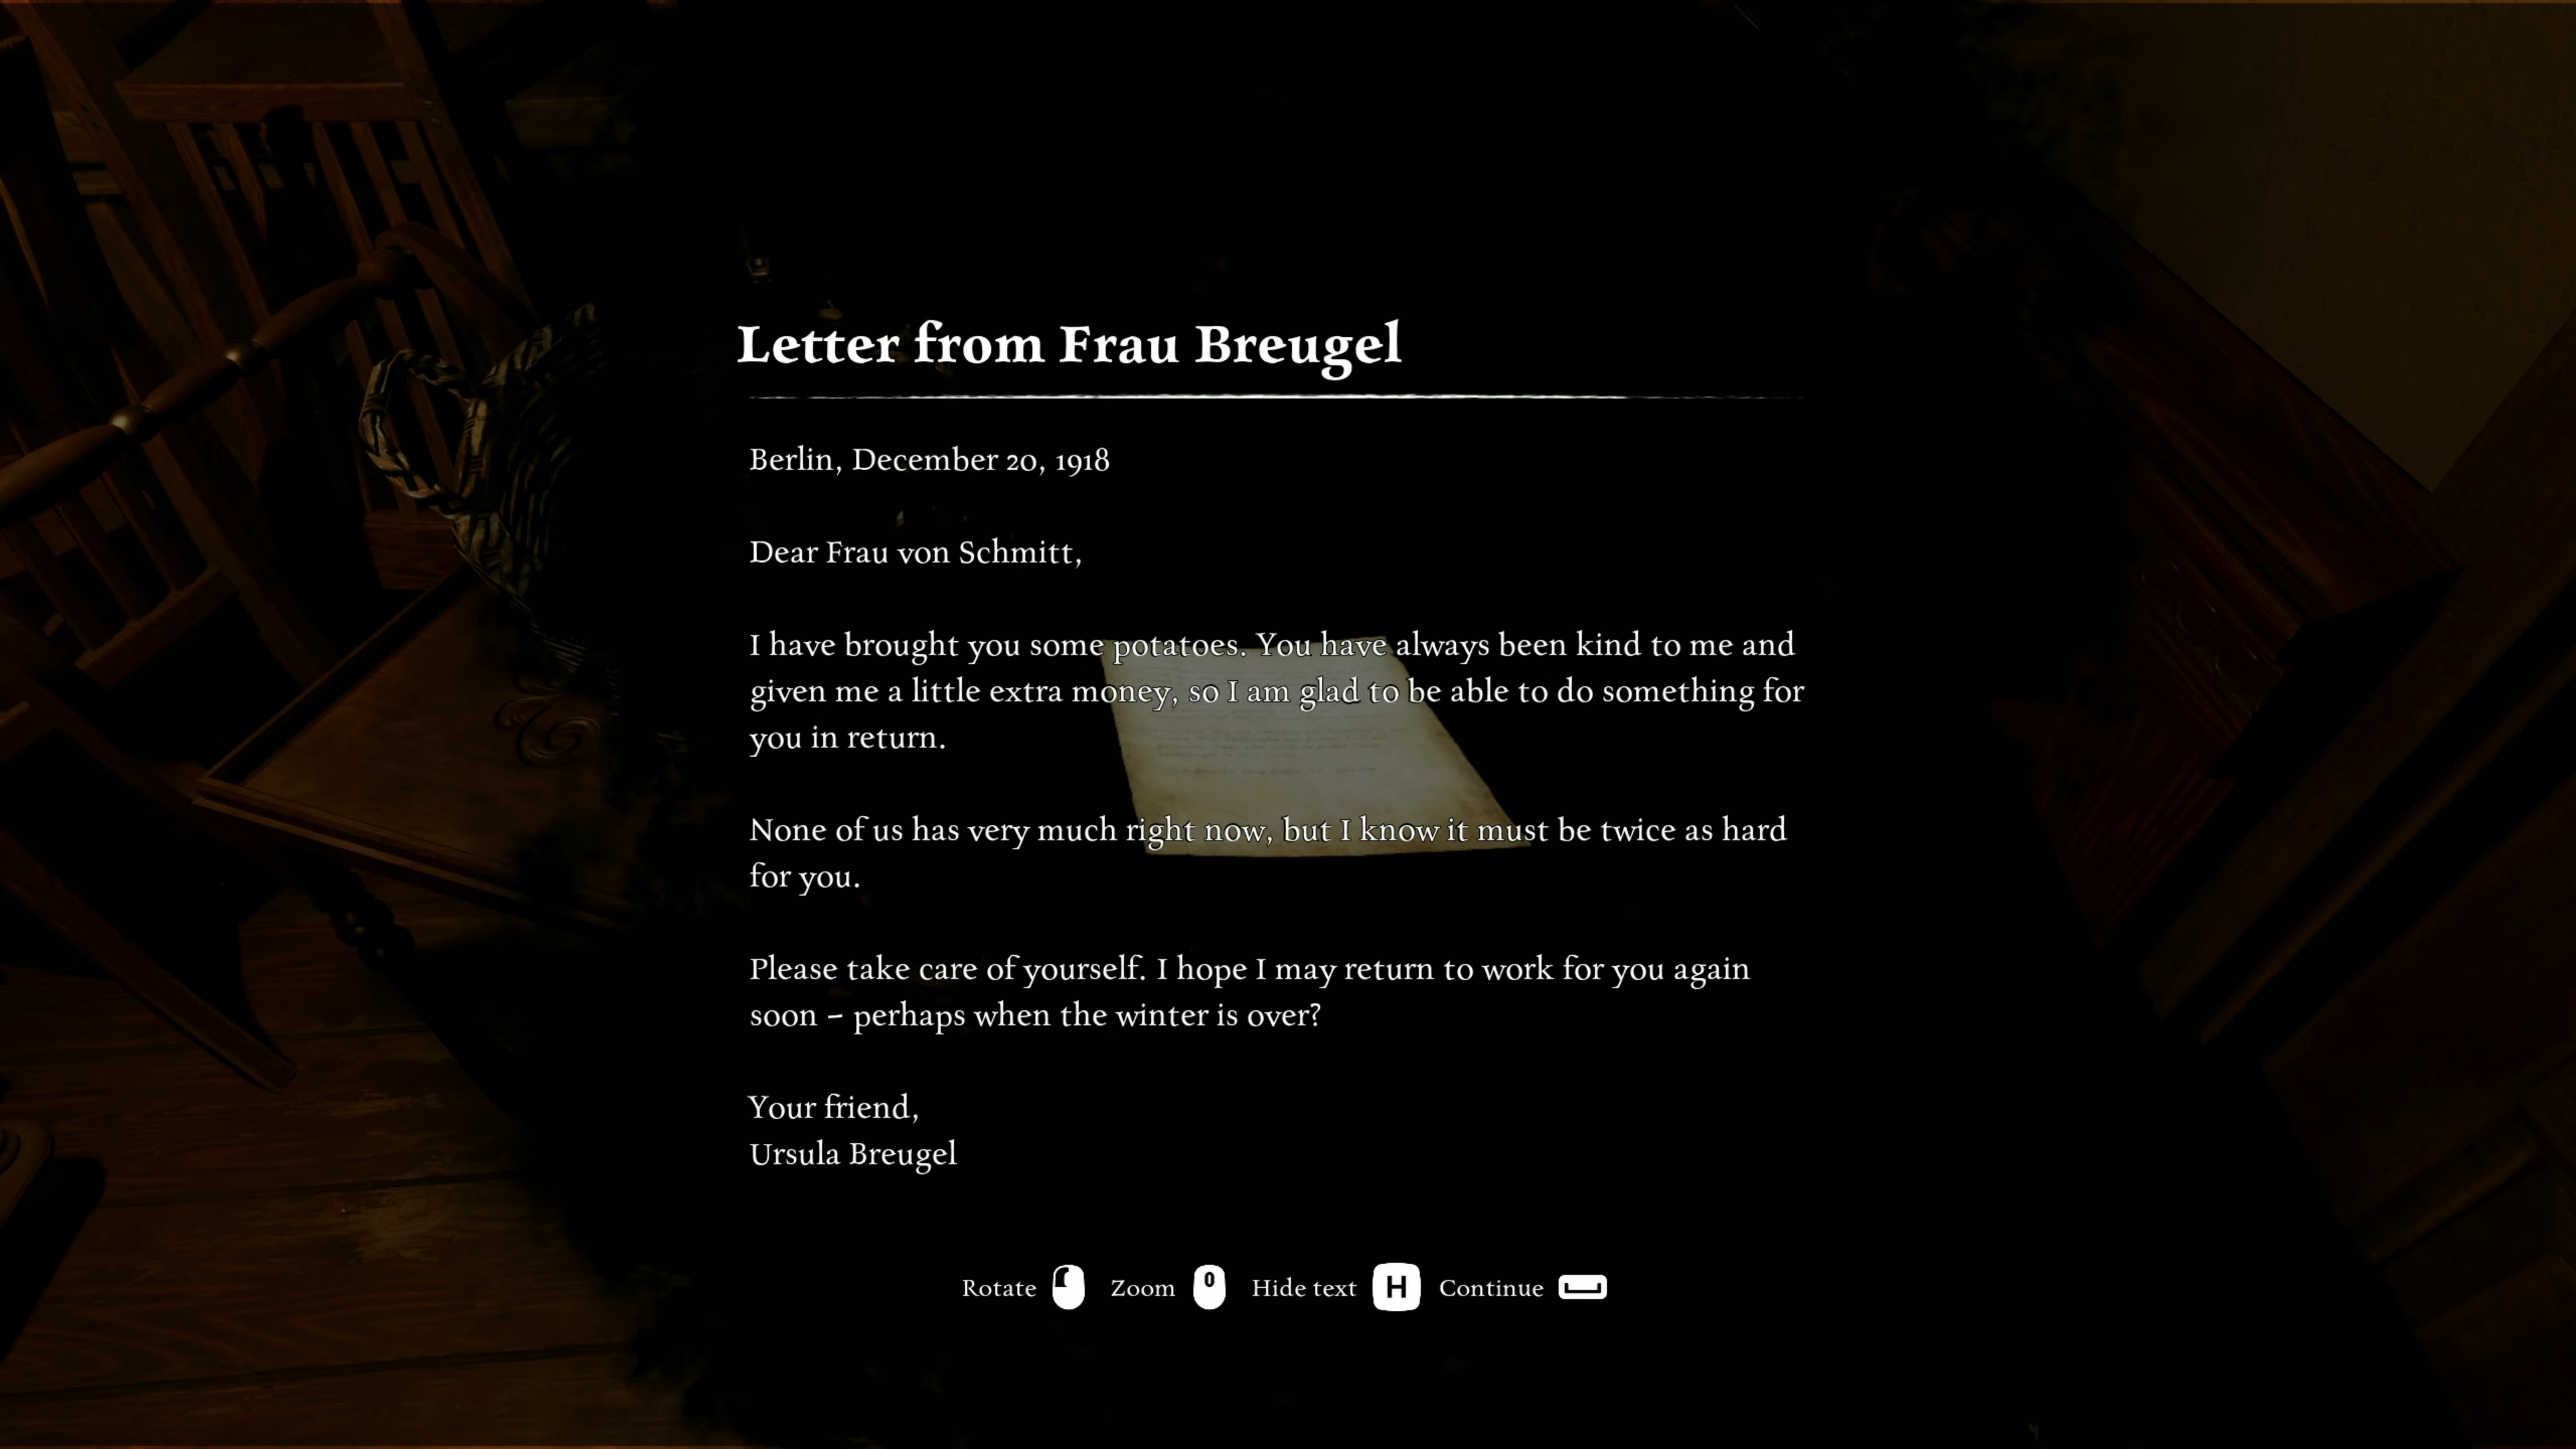 Letter from Frau Breugel
Berlin, December 20, 1918
Dear Frau von Schmitt,
I have brought you some potatoes. You have always been kind to me and
given me a little extra money, so I am glad to be able to do something for
you in return.
None of us has very much right now, but I know it must be twice as hard
for you.
Please take care of yourself. I hope I may return to work for you again
soon – perhaps when the winter is over?
Your friend,
Ursula Breugel
Rotate Zoom Hide text H Continue